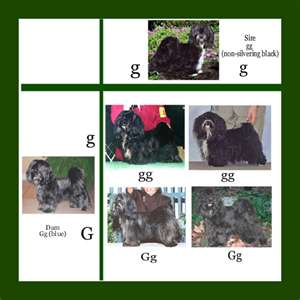 Sire
gg
(non-silvering black)
g g
g
gg gg
Dam
Gg (blue)
G
Gg Gg